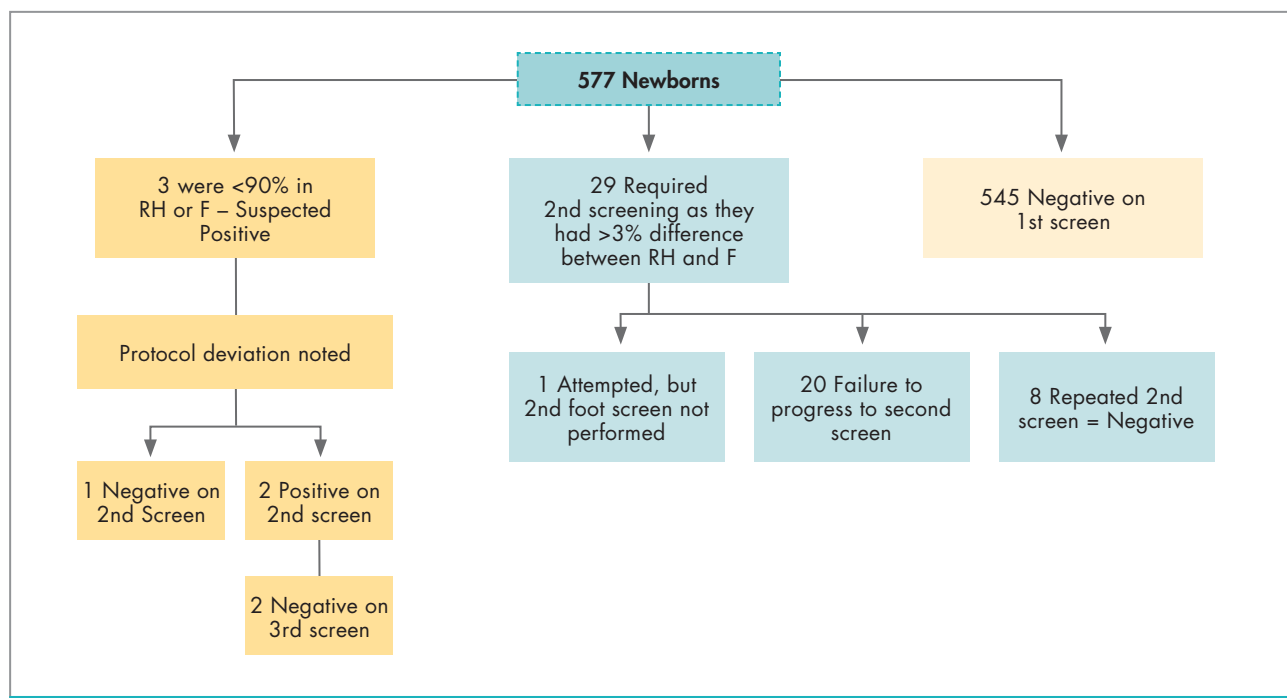 577 Newborns
3 were <90% in
RH or F – Suspected
Positive
29 Required
2nd screening as they
had >3% difference
between RH and F
545 Negative on
1st screen
Protocol deviation noted
1 Attempted, but
2nd foot screen not
performed
20 Failure to
progress to second
screen
8 Repeated 2nd
screen = Negative
1 Negative on
2nd Screen
2 Positive on
2nd screen
2 Negative on
3rd screen